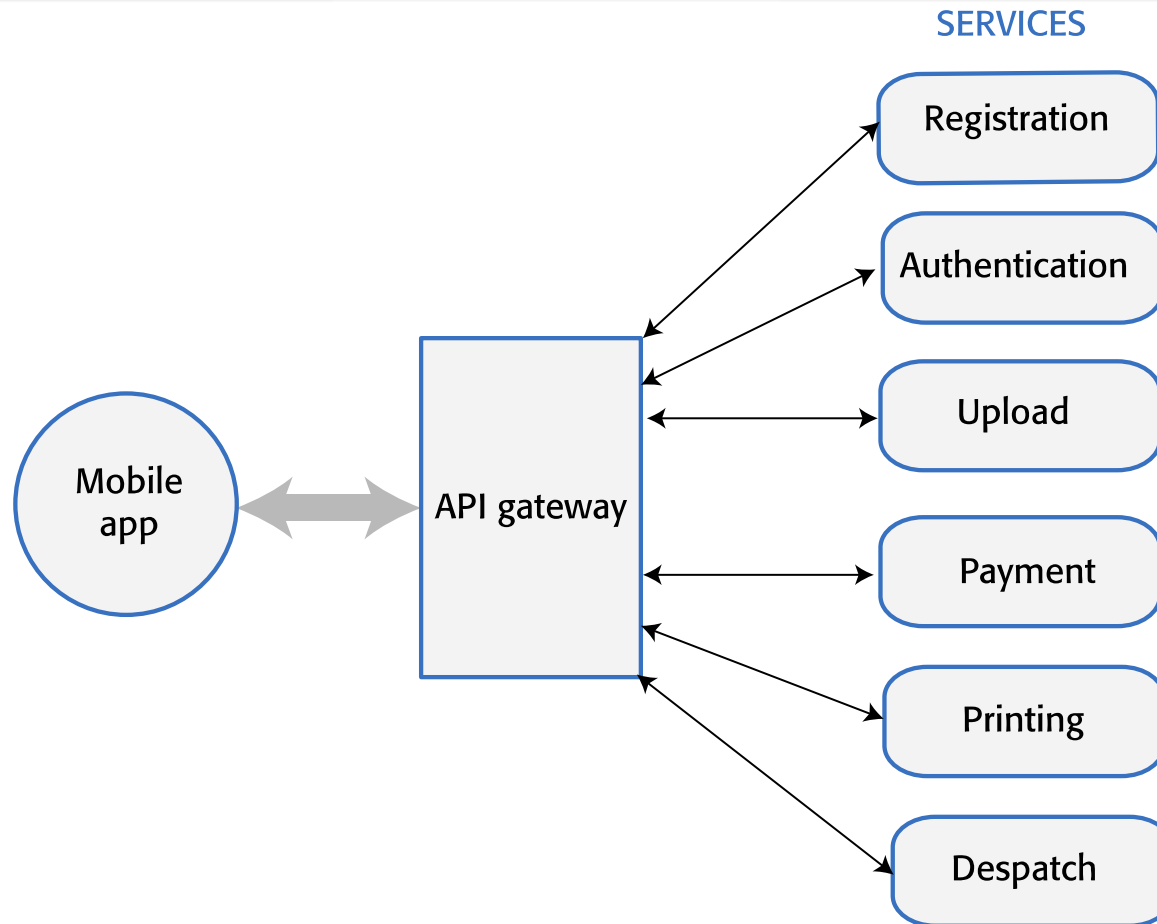 SERVICES
Registration
Authentication
Upload
Mobile
app
API gateway
Payment
Printing
Despatch